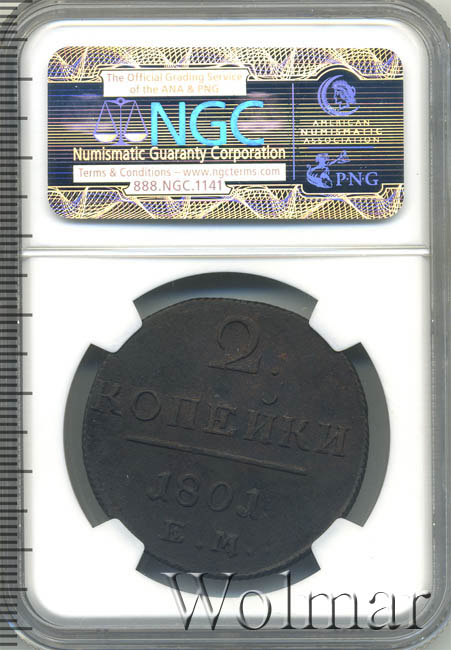 The Official Grading Service
of the ANA & PNG
NGC
Numismatic Guaranty Corporation
Terms & Conditions – www.ngcterms.com
888.NGC.1141
AMERICAN
NUMISMATIC
ASSOCIATION
PNG
2.
КОПЕЙКИ
1801
Е.М.
Wolmar